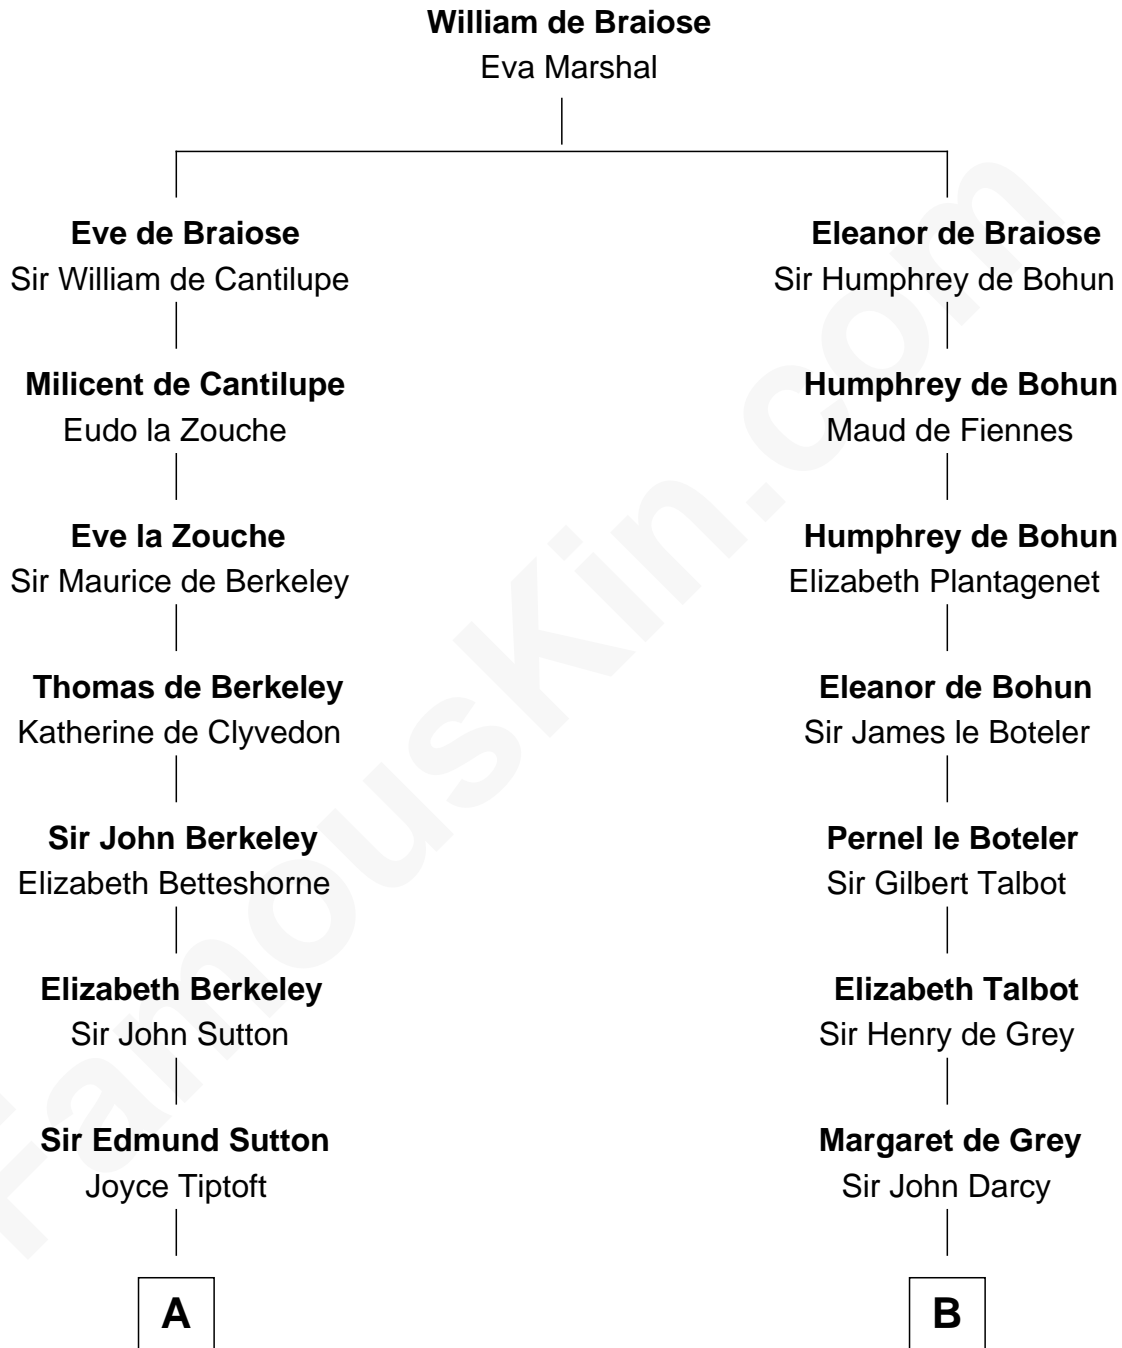 William de Braiose
Eva Marshal
Eve de Braiose
Sir William de Cantilupe
Eleanor de Braiose
Sir Humphrey de Bohun
Milicent de Cantilupe
Eudo la Zouche
Humphrey de Bohun
Maud de Fiennes
Eve la Zouche
Sir Maurice de Berkeley
Humphrey de Bohun
Elizabeth Plantagenet
Thomas de Berkeley
Katherine de Clyvedon
Eleanor de Bohun
Sir James le Boteler
Sir John Berkeley
Elizabeth Betteshorne
Pernel le Boteler
Sir Gilbert Talbot
Elizabeth Berkeley
Sir John Sutton
Elizabeth Talbot
Sir Henry de Grey
Sir Edmund Sutton
Joyce Tiptoft
Margaret de Grey
Sir John Darcy
A
B
FamousKin.com